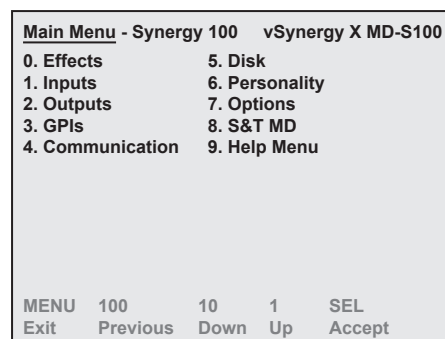 Main Menu - Synergy 100 vSynergy X MD-S100
0. Effects 5. Disk
1. Inputs 6. Personality
2. Outputs 7. Options
3. GPIs 8. S&T MD
4. Communication 9. Help Menu
MENU 100 10 1 SEL
Exit Previous Down Up Accept